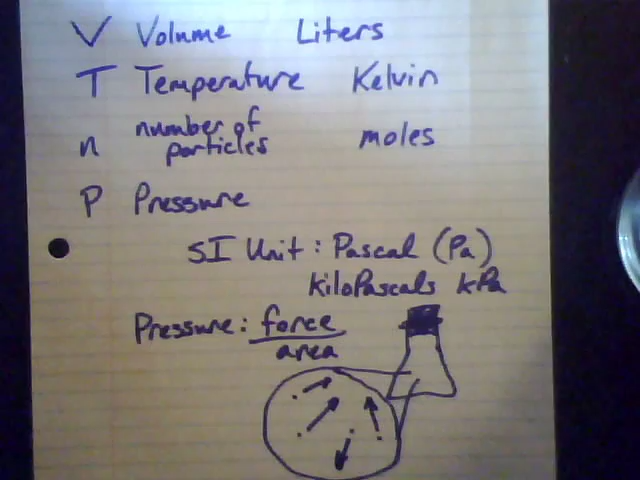 V Volume Liters
T Temperature Kelvin
n number of particles moles
P Pressure
SI Unit : Pascal (Pa)
kiloPascals kPa
Pressure: force
area